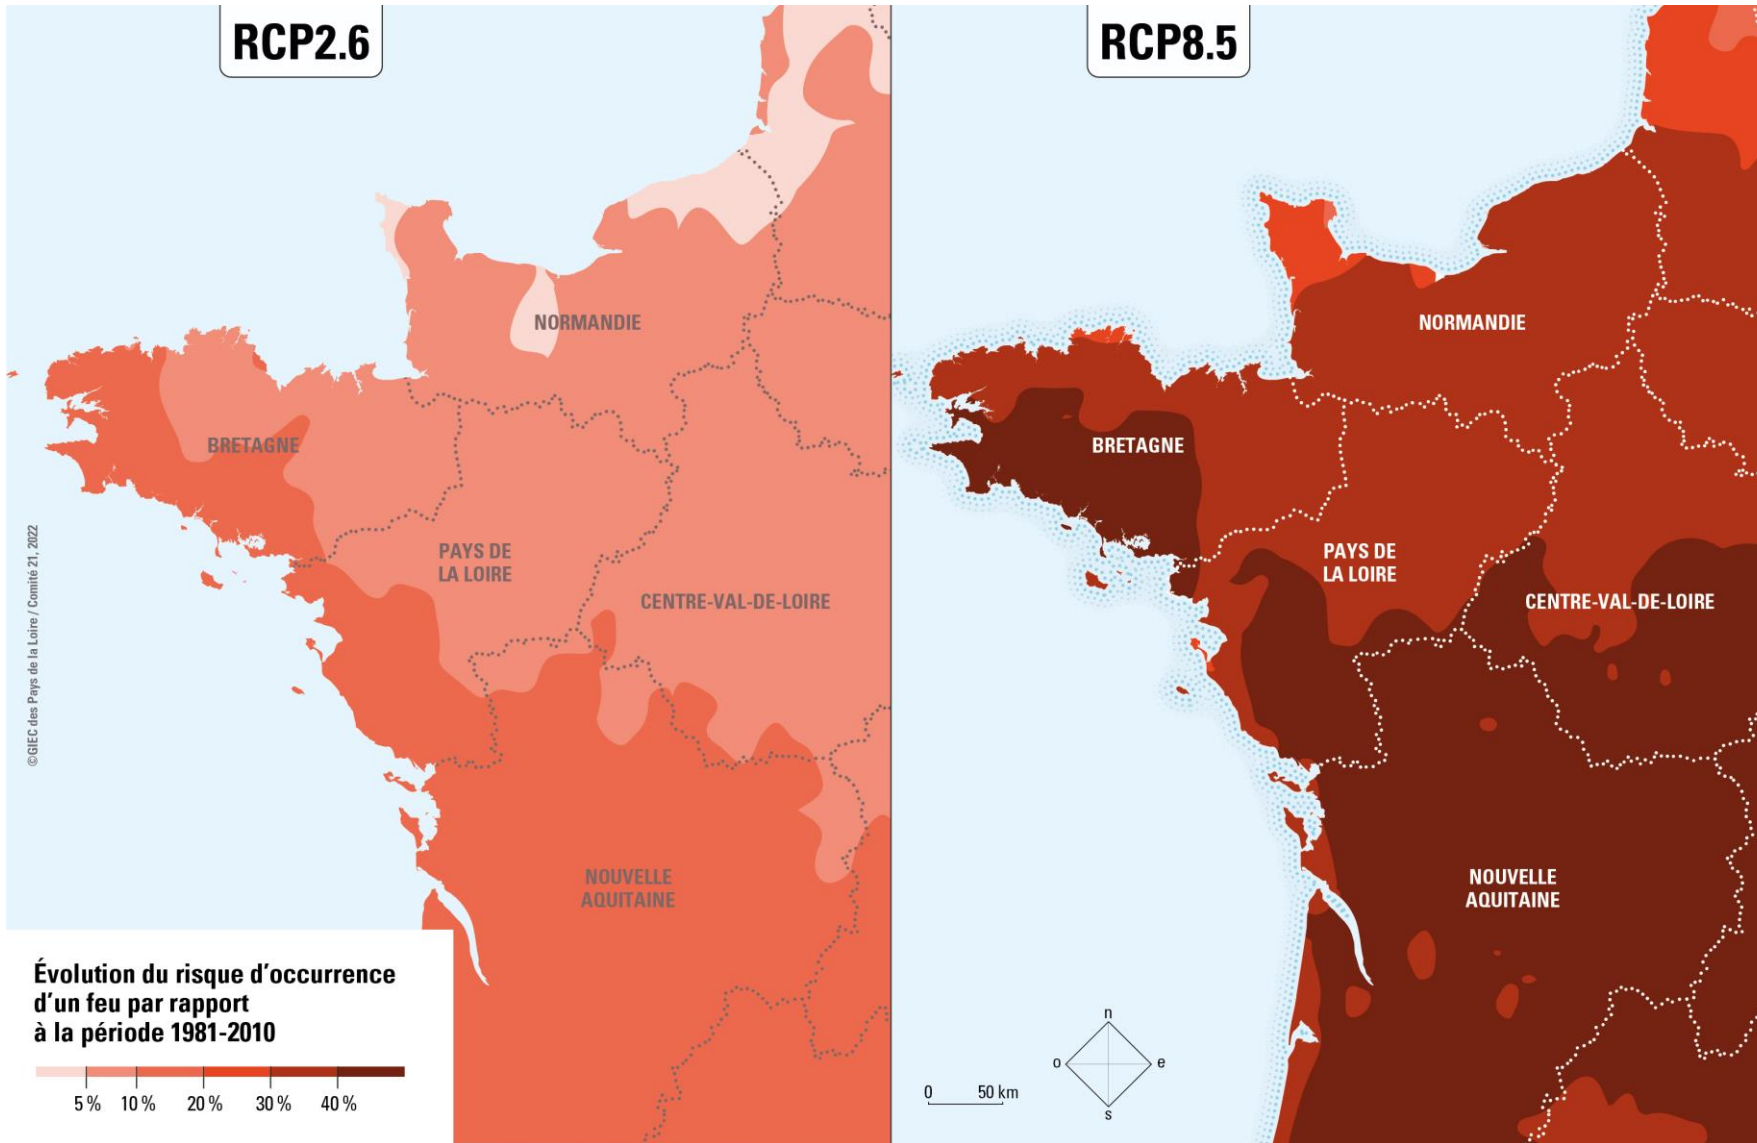 RCP2.6
NORMANDIE
BRETAGNE
PAYS DE
LA LOIRE
CENTRE-VAL-DE-LOIRE
NOUVELLE
AQUITAINE
©GIEC des Pays de la Loire / Comité 21, 2022
Évolution du risque d’occurrence
d’un feu par rapport
à la période 1981-2010
5 % 10 % 20 % 30 % 40 %
RCP8.5
NORMANDIE
BRETAGNE
PAYS DE
LA LOIRE
CENTRE-VAL-DE-LOIRE
NOUVELLE
AQUITAINE
n
o e
s
0 50 km